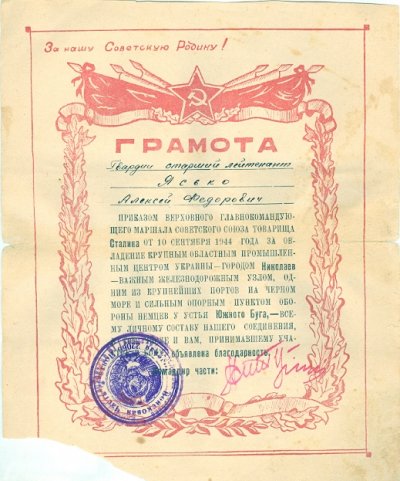 За нашу Советскую Родину!
ГРАМОТА
Гвардии старший лейтенант
Ясько
Алексей Федорович
ПРИКАЗОМ ВЕРХОВНОГО ГЛАВНОКОМАНДУЮ-
ЩЕГО МАРШАЛА СОВЕТСКОГО СОЮЗА ТОВАРИЩА
Сталина ОТ 10 СЕНТЯБРЯ 1944 ГОДА ЗА ОВ-
ЛАДЕНИЕ КРУПНЫМ ОБЛАСТНЫМ ПРОМЫШЛЕН-
НЫМ ЦЕНТРОМ УКРАИНЫ—ГОРОДОМ Николаев
—ВАЖНЫМ ЖЕЛЕЗНОДОРОЖНЫМ УЗЛОМ, ОД-
НИМ ИЗ КРУПНЕЙШИХ ПОРТОВ НА ЧЕРНОМ
МОРЕ И СИЛЬНЫМ ОПОРНЫМ ПУНКТОМ ОБО-
РОНЫ НЕМЦЕВ У УСТЬЯ Южного Буга,—ВСЕ-
МУ ЛИЧНОМУ СОСТАВУ НАШЕГО СОЕДИНЕНИЯ,
И ВАМ, ПРИНИМАВШЕМУ УЧА-
объявлена благодарность.
Командир части: